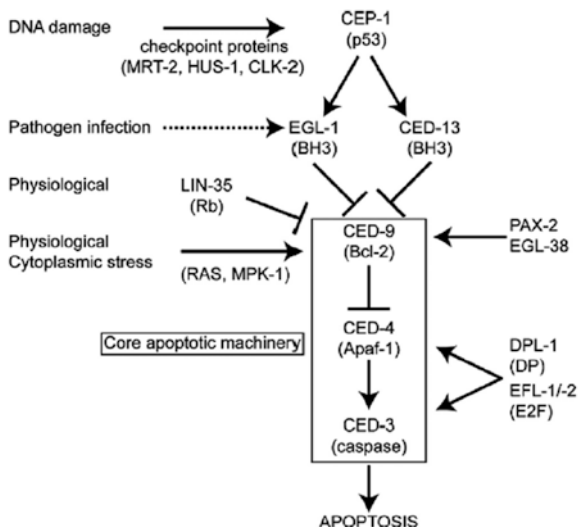 DNA damage
checkpoint proteins
(MRT-2, HUS-1, CLK-2)
CEP-1
(p53)
Pathogen infection
EGL-1
(BH3)
CED-13
(BH3)
Physiological
LIN-35
(Rb)
Physiological
Cytoplasmic stress
(RAS, MPK-1)
CED-9
(Bcl-2)
PAX-2
EGL-38
Core apoptotic machinery
CED-4
(Apaf-1)
DPL-1
(DP)
EFL-1/-2
(E2F)
CED-3
(caspase)
APOPTOSIS